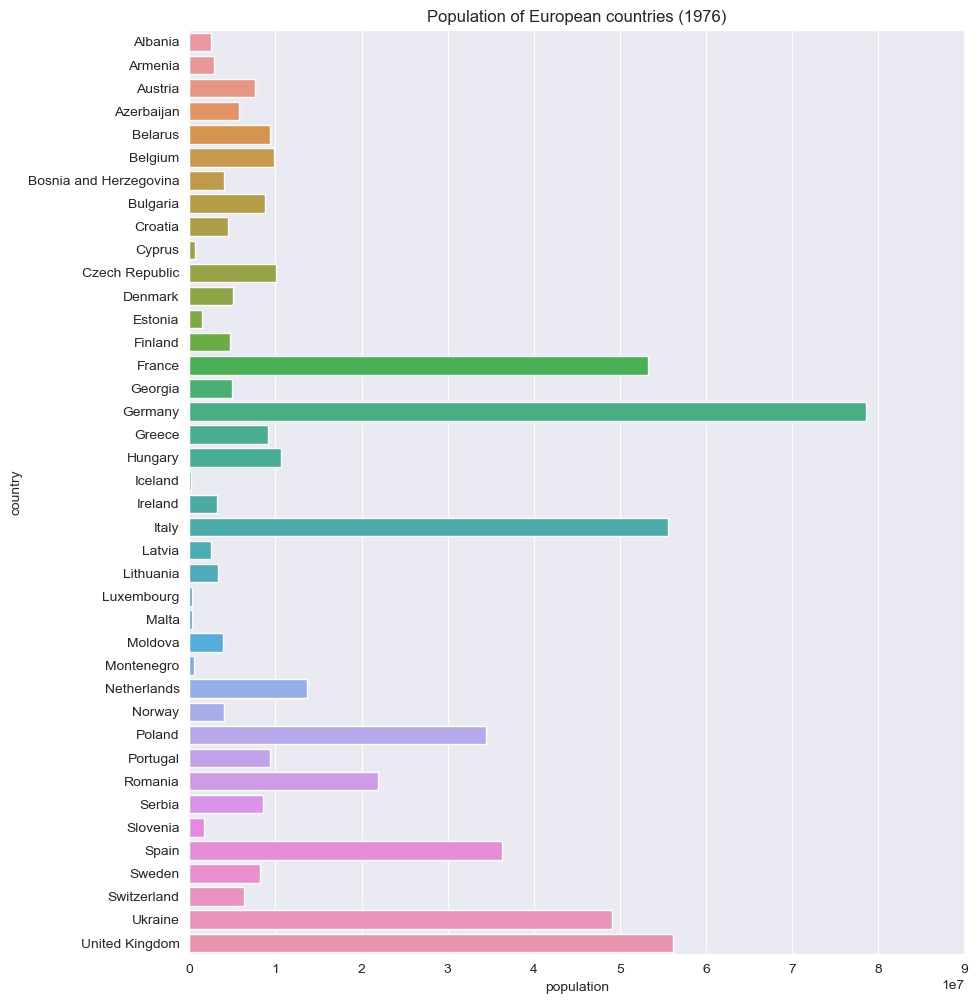 Population of European countries (1976)
Albania
Armenia
Austria
Azerbaijan
Belarus
Belgium
Bosnia and Herzegovina
Bulgaria
Croatia
Cyprus
Czech Republic
Denmark
Estonia
Finland
France
Georgia
Germany
Greece
Hungary
Iceland
Ireland
Italy
Latvia
Lithuania
Luxembourg
Malta
Moldova
Montenegro
Netherlands
Norway
Poland
Portugal
Romania
Serbia
Slovenia
Spain
Sweden
Switzerland
Ukraine
United Kingdom
country
0 1 2 3 4 5 6 7 8 9
1e7
population